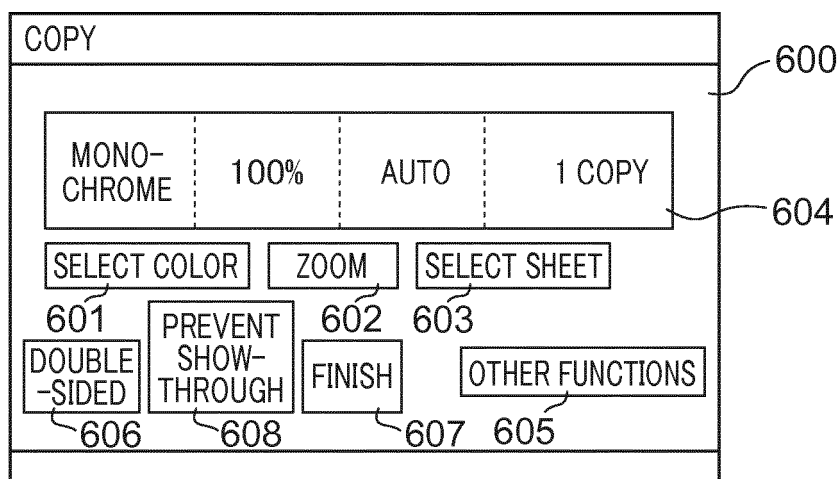 COPY
600
MONO-
CHROME
100%
AUTO
1 COPY
604
SELECT COLOR
ZOOM
SELECT SHEET
601
602
603
PREVENT
SHOW-
THROUGH
DOUBLE
-SIDED
FINISH
OTHER FUNCTIONS
606
608
607
605